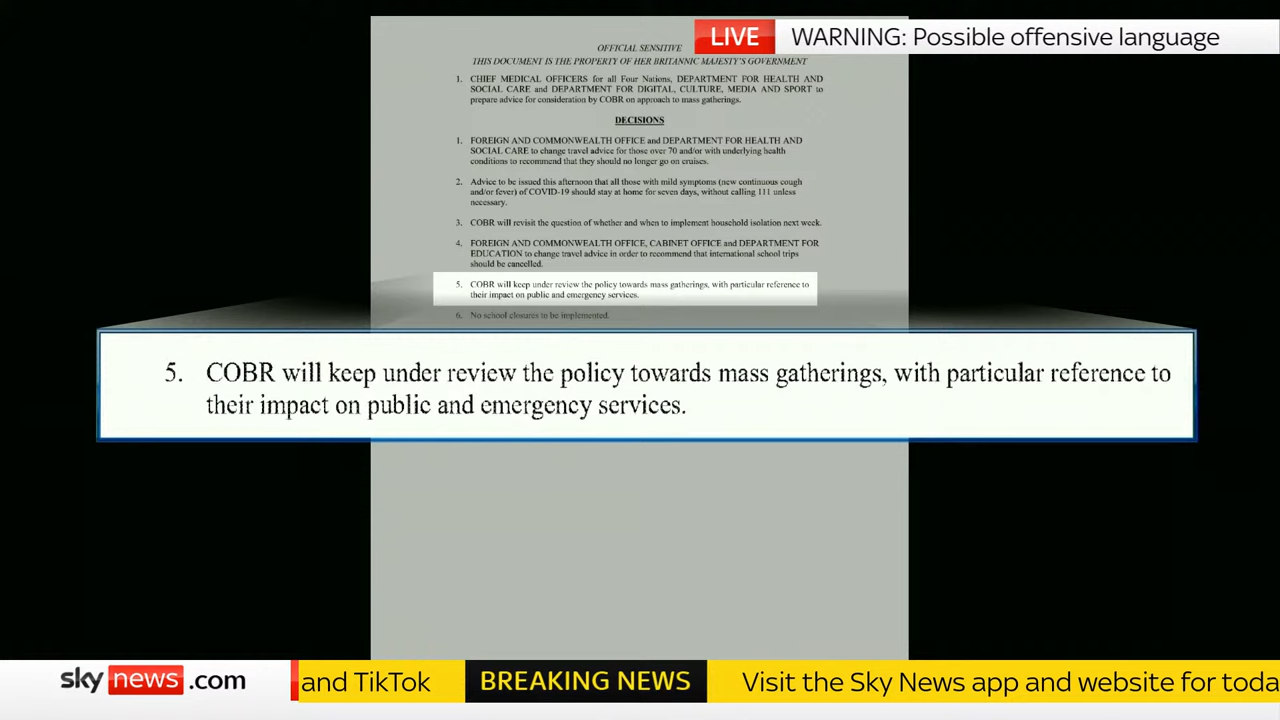 LIVE WARNING: Possible offensive language
OFFICIAL SENSITIVE
THIS DOCUMENT IS THE PROPERTY OF HER BRITANNIC MAJESTY'S GOVERNMENT
1. CHIEF MEDICAL OFFICERS for all Four Nations, DEPARTMENT FOR HEALTH AND
SOCIAL CARE and DEPARTMENT FOR DIGITAL, CULTURE, MEDIA AND SPORT to
prepare advice for consideration by COBR on approach to mass gatherings.
DECISIONS
1. FOREIGN AND COMMONWEALTH OFFICE and DEPARTMENT FOR HEALTH AND
SOCIAL CARE to change travel advice for those over 70 and/or with underlying health
conditions to recommend that they should no longer go on cruises.
2. Advice to be issued this afternoon that all those with mild symptoms (new continuous cough
and/or fever) of COVID-19 should stay at home for seven days, without calling 111 unless
necessary.
3. COBR will revisit the question of whether and when to implement household isolation next week.
4. FOREIGN AND COMMONWEALTH OFFICE, CABINET OFFICE and DEPARTMENT FOR
EDUCATION to change travel advice in order to recommend that international school trips
should be cancelled.
5. COBR will keep under review the policy towards mass gatherings, with particular reference to
their impact on public and emergency services.
6. No school closures to be implemented.
5. COBR will keep under review the policy towards mass gatherings, with particular reference to
their impact on public and emergency services.
sky news.com and TikTok BREAKING NEWS Visit the Sky News app and website for toda